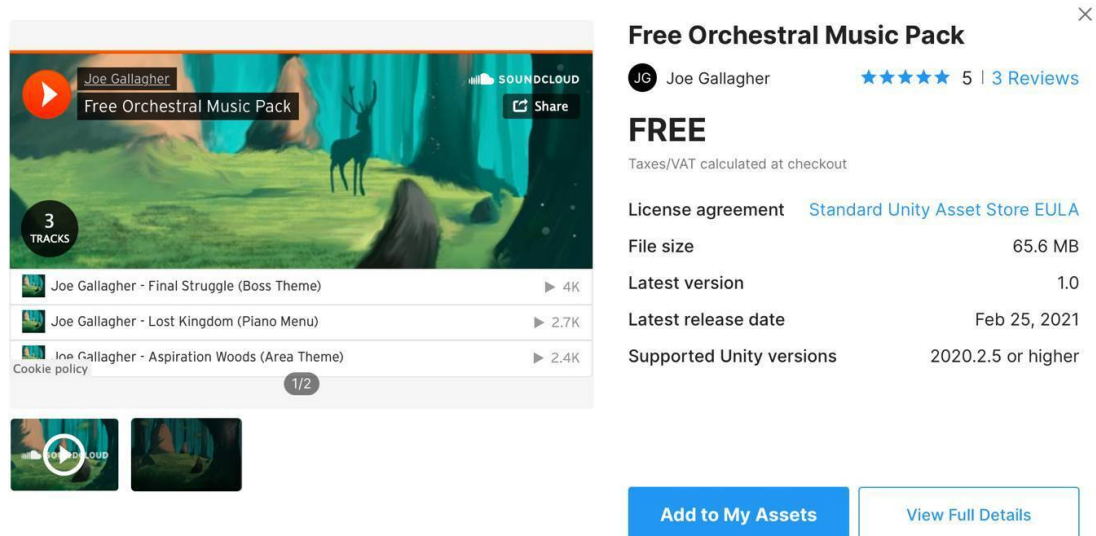 Joe Gallagher
SOUNDCLOUD
Free Orchestral Music Pack
Share
3
TRACKS
Joe Gallagher - Final Struggle (Boss Theme) 4K
Joe Gallagher - Lost Kingdom (Piano Menu) 2.7K
Joe Gallagher - Aspiration Woods (Area Theme) 2.4K
Cookie policy
1/2
SOUNDCLOUD
Free Orchestral Music Pack
JG Joe Gallagher 5 | 3 Reviews
FREE
Taxes/VAT calculated at checkout
License agreement Standard Unity Asset Store EULA
File size 65.6 MB
Latest version 1.0
Latest release date Feb 25, 2021
Supported Unity versions 2020.2.5 or higher
Add to My Assets
View Full Details